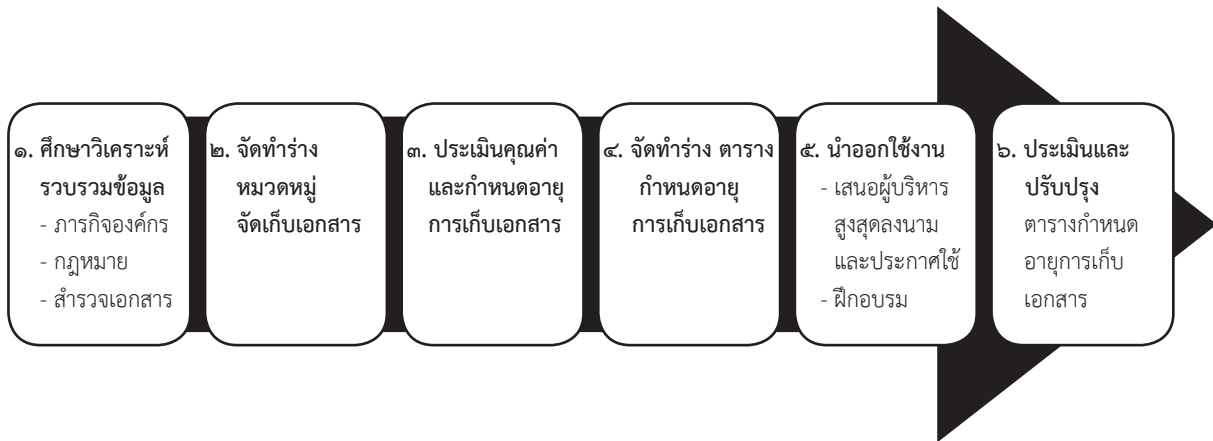 ๑. ศึกษาวิเคราะห์
รวบรวมข้อมูล
- ภารกิจองค์กร
- กฎหมาย
- สำรวจเอกสาร
๒. จัดทำร่าง
หมวดหมู่
จัดเก็บเอกสาร
๓. ประเมินคุณค่า
และกำหนดอายุ
การเก็บเอกสาร
๔. จัดทำร่าง ตาราง
กำหนดอายุ
การเก็บเอกสาร
๕. นำออกใช้งาน
- เสนอผู้บริหาร
สูงสุดลงนาม
และประกาศใช้
- ฝึกอบรม
๖. ประเมินและ
ปรับปรุง
ตารางกำหนด
อายุการเก็บ
เอกสาร